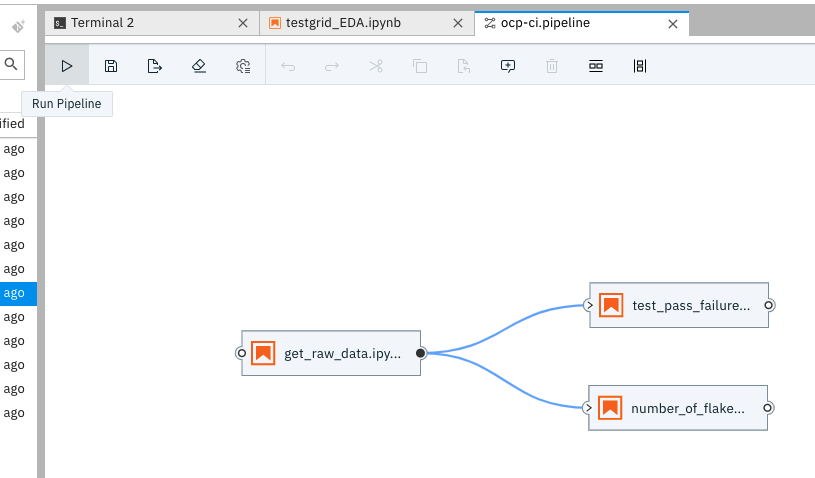 Terminal 2
testgrid_EDA.ipynb
ocp-ci.pipeline
Run Pipeline
ified
ago
ago
ago
ago
ago
ago
ago
ago
ago
ago
ago
ago
test_pass_failure...
get_raw_data.ipy...
number_of_flake...